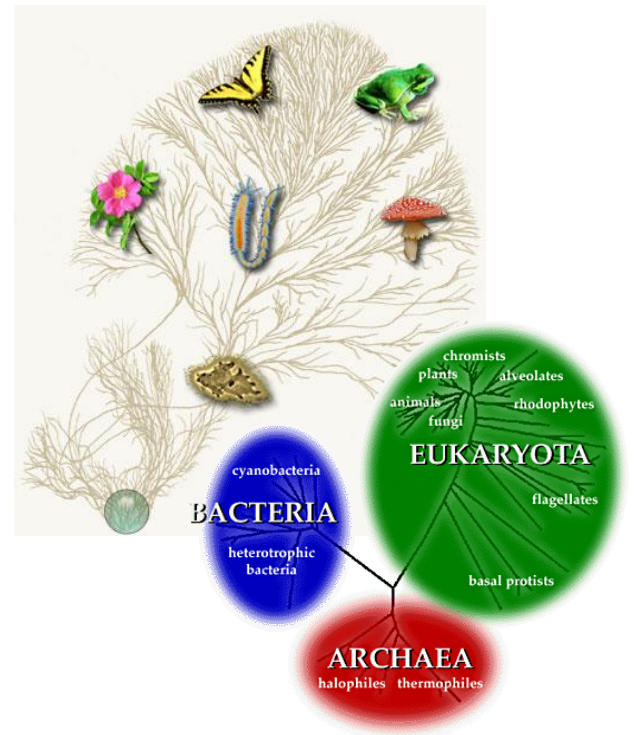 chromists
plants
alveolates
animals
rhodophytes
fungi
EUKARYOTA
cyanobacteria
flagellates
BACTERIA
heterotrophic
bacteria
basal protists
ARCHAEA
halophiles thermophiles